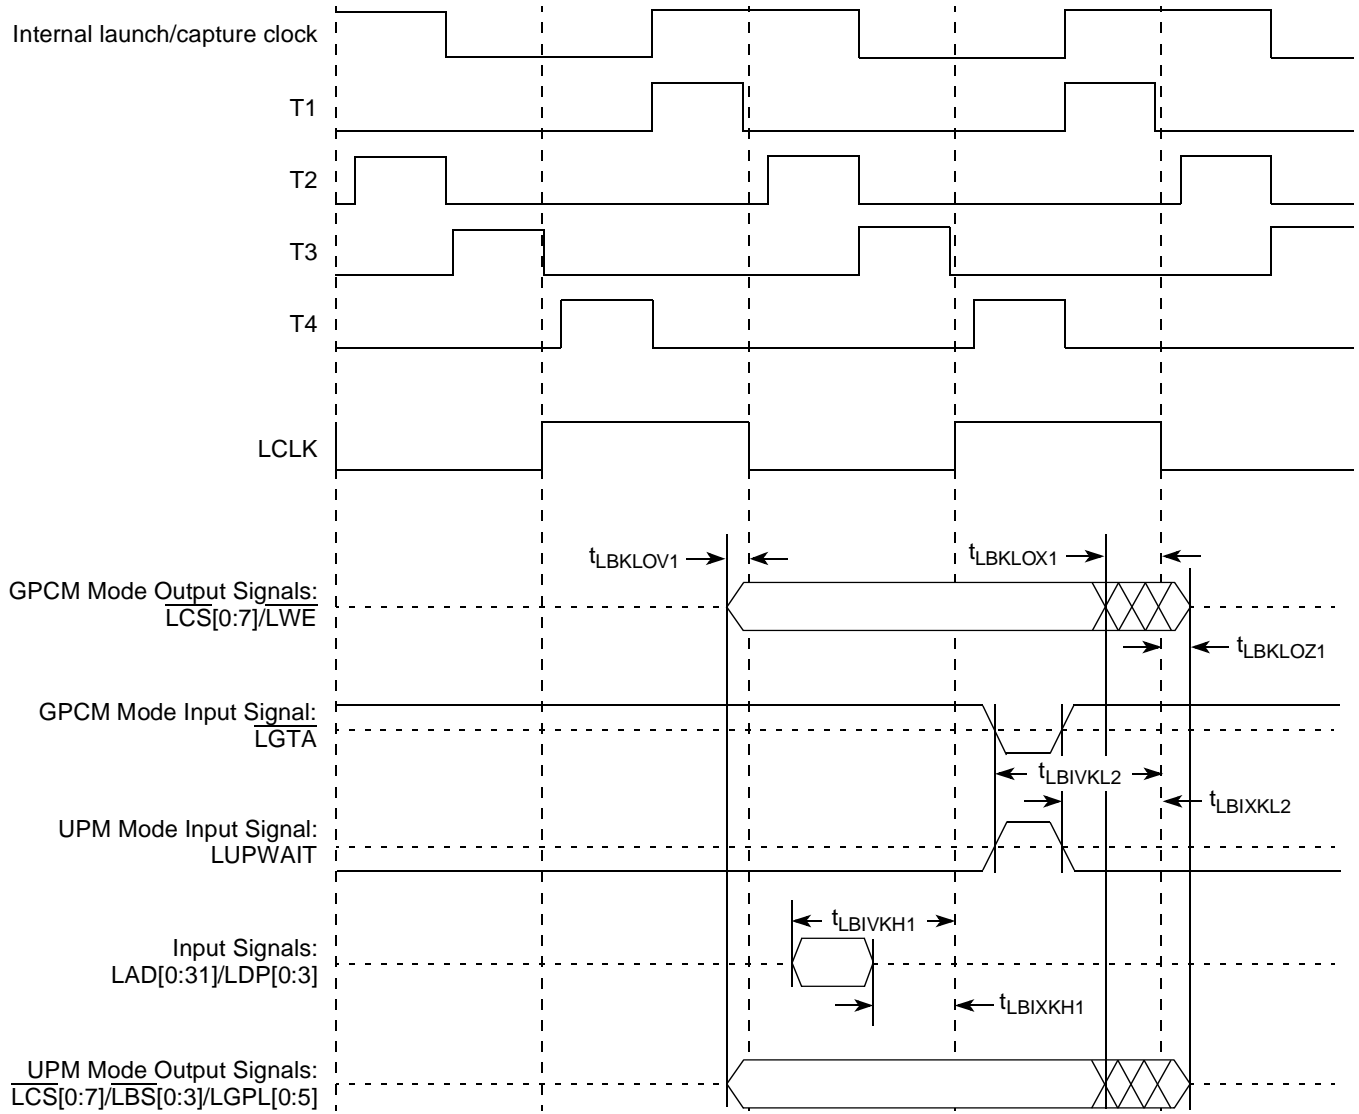 Internal launch/capture clock
T1
T2
T3
T4
LCLK
tLBKLOV1
tLBKLOX1
GPCM Mode Output Signals:
LCS[0:7]/LWE
tLBKLOZ1
GPCM Mode Input Signal:
LGTA
tLBIVKL2
tLBIXKL2
UPM Mode Input Signal:
LUPWAIT
tLBIVKH1
Input Signals:
LAD[0:31]/LDP[0:3]
tLBIXKH1
UPM Mode Output Signals:
LCS[0:7]/LBS[0:3]/LGPL[0:5]